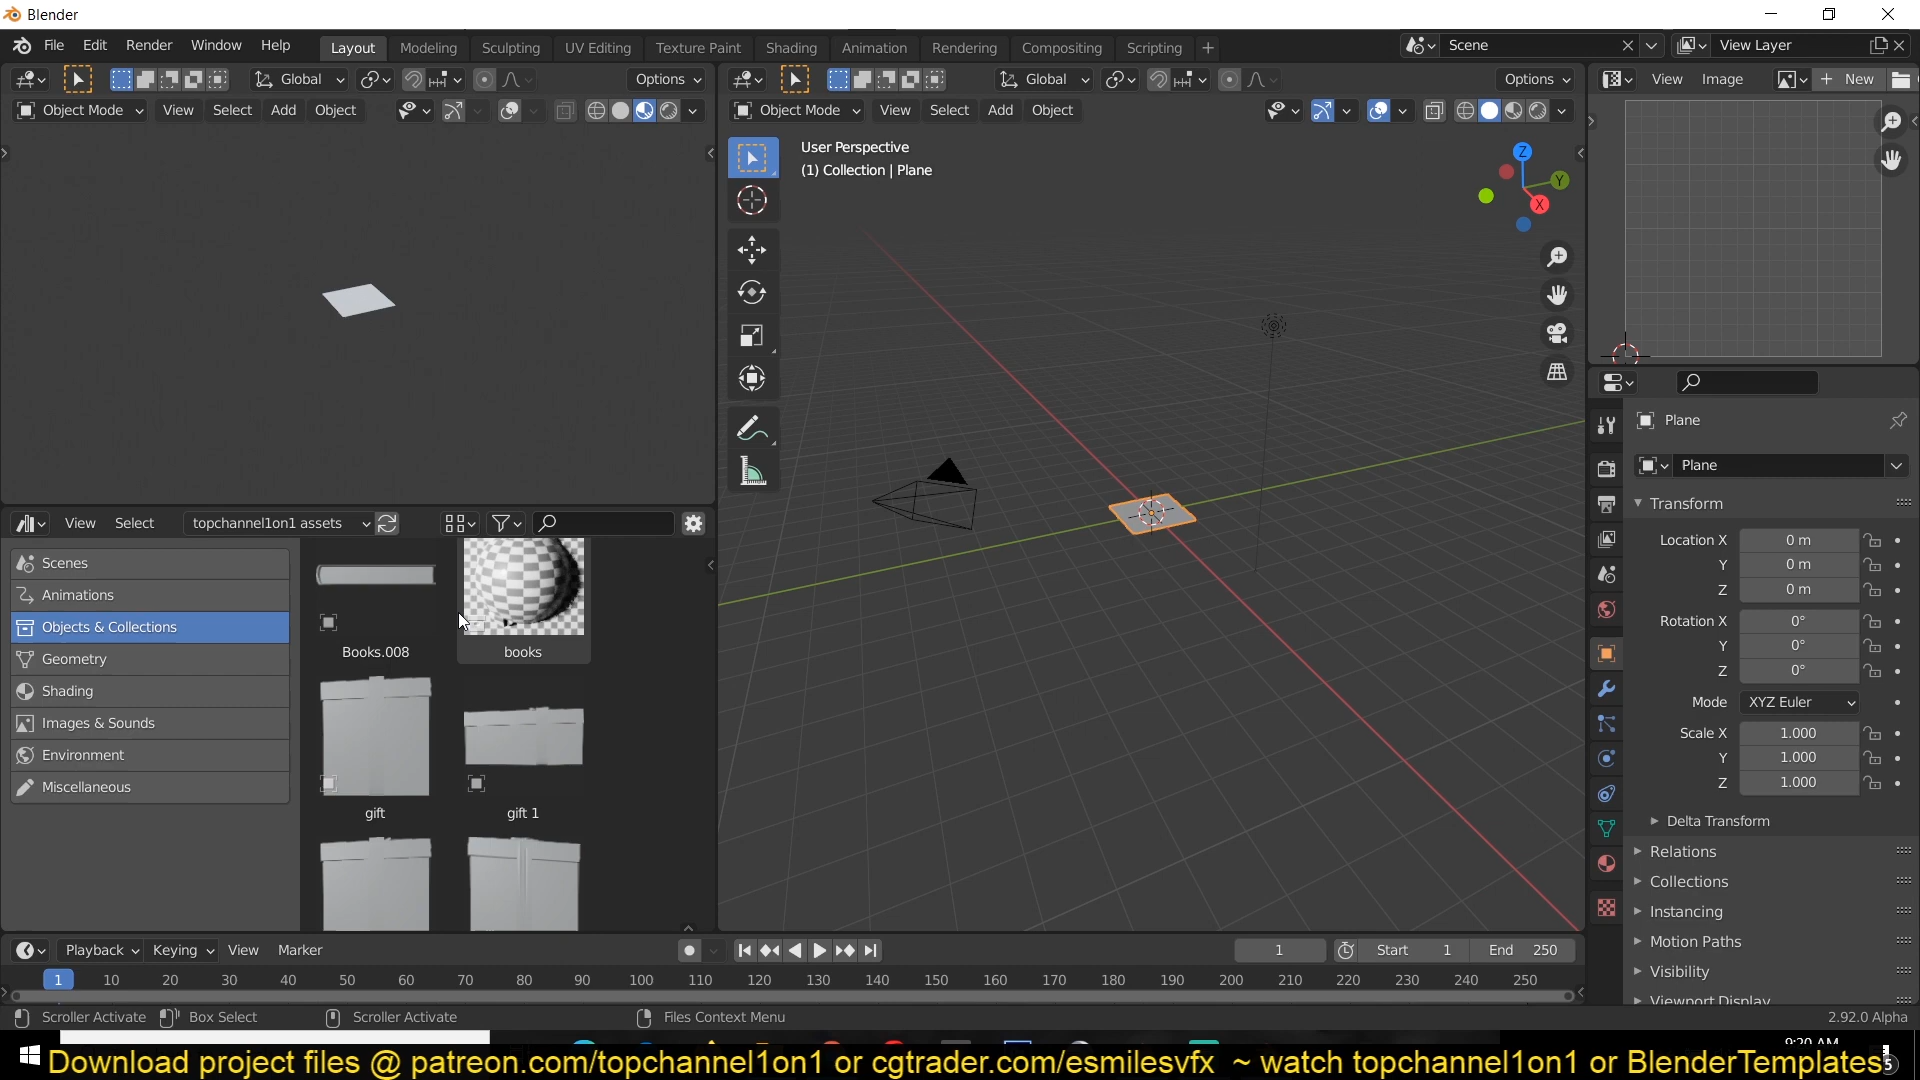 Blender
File Edit Render Window Help Layout Modeling Sculpting UV Editing Texture Paint Shading Animation Rendering Compositing Scripting + Scene View Layer
Global Options Global Options View Image + New
Object Mode View Select Add Object Object Mode View Select Add Object
User Perspective
(1) Collection | Plane
Z
Y
X
Plane
Plane
Transform
Location X 0 m
Y 0 m
Z 0 m
Rotation X 0°
Y 0°
Z 0°
Mode XYZ Euler
Scale X 1.000
Y 1.000
Z 1.000
Delta Transform
Relations
Collections
Instancing
Motion Paths
Visibility
Viewport Display
View Select topchannel1on1 assets
Scenes
Animations
Objects & Collections
Geometry
Shading
Images & Sounds
Environment
Miscellaneous
Books.008 books
gift gift 1
Playback Keying View Marker 1 Start 1 End 250
1 10 20 30 40 50 60 70 80 90 100 110 120 130 140 150 160 170 180 190 200 210 220 230 240 250
Scroller Activate Box Select Scroller Activate Files Context Menu 2.92.0 Alpha
9:20 AM
Download project files @ patreon.com/topchannel1on1 or cgtrader.com/esmilesvfx ~ watch topchannel1on1 or BlenderTemplates
5